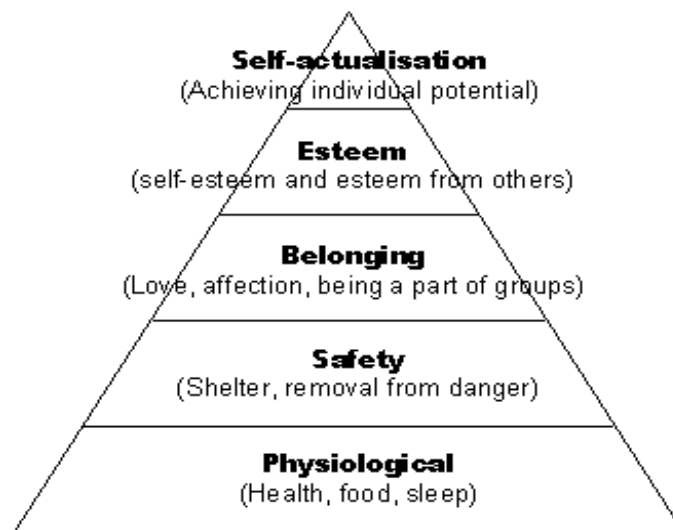 Self-actualisation
(Achieving individual potential)
Esteem
(self-esteem and esteem from others)
Belonging
(Love, affection, being a part of groups)
Safety
(Shelter, removal from danger)
Physiological
(Health, food, sleep)